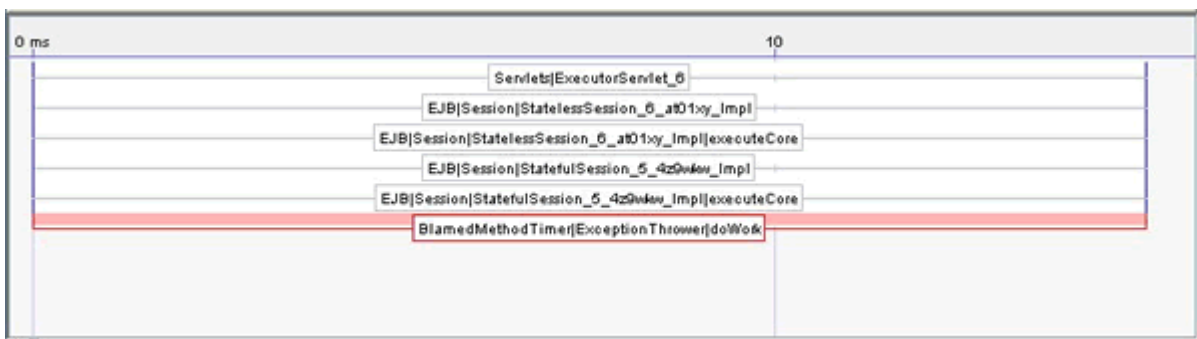 0 ms 10
Servlets|ExecutorServlet_6
EJB|Session|StatelessSession_6_at01xy_Impl
EJB|Session|StatelessSession_6_at01xy_Impl|executeCore
EJB|Session|StatefulSession_5_4z9wkw_Impl
EJB|Session|StatefulSession_5_4z9wkw_Impl|executeCore
BlamedMethodTimer|ExceptionThrower|doWork